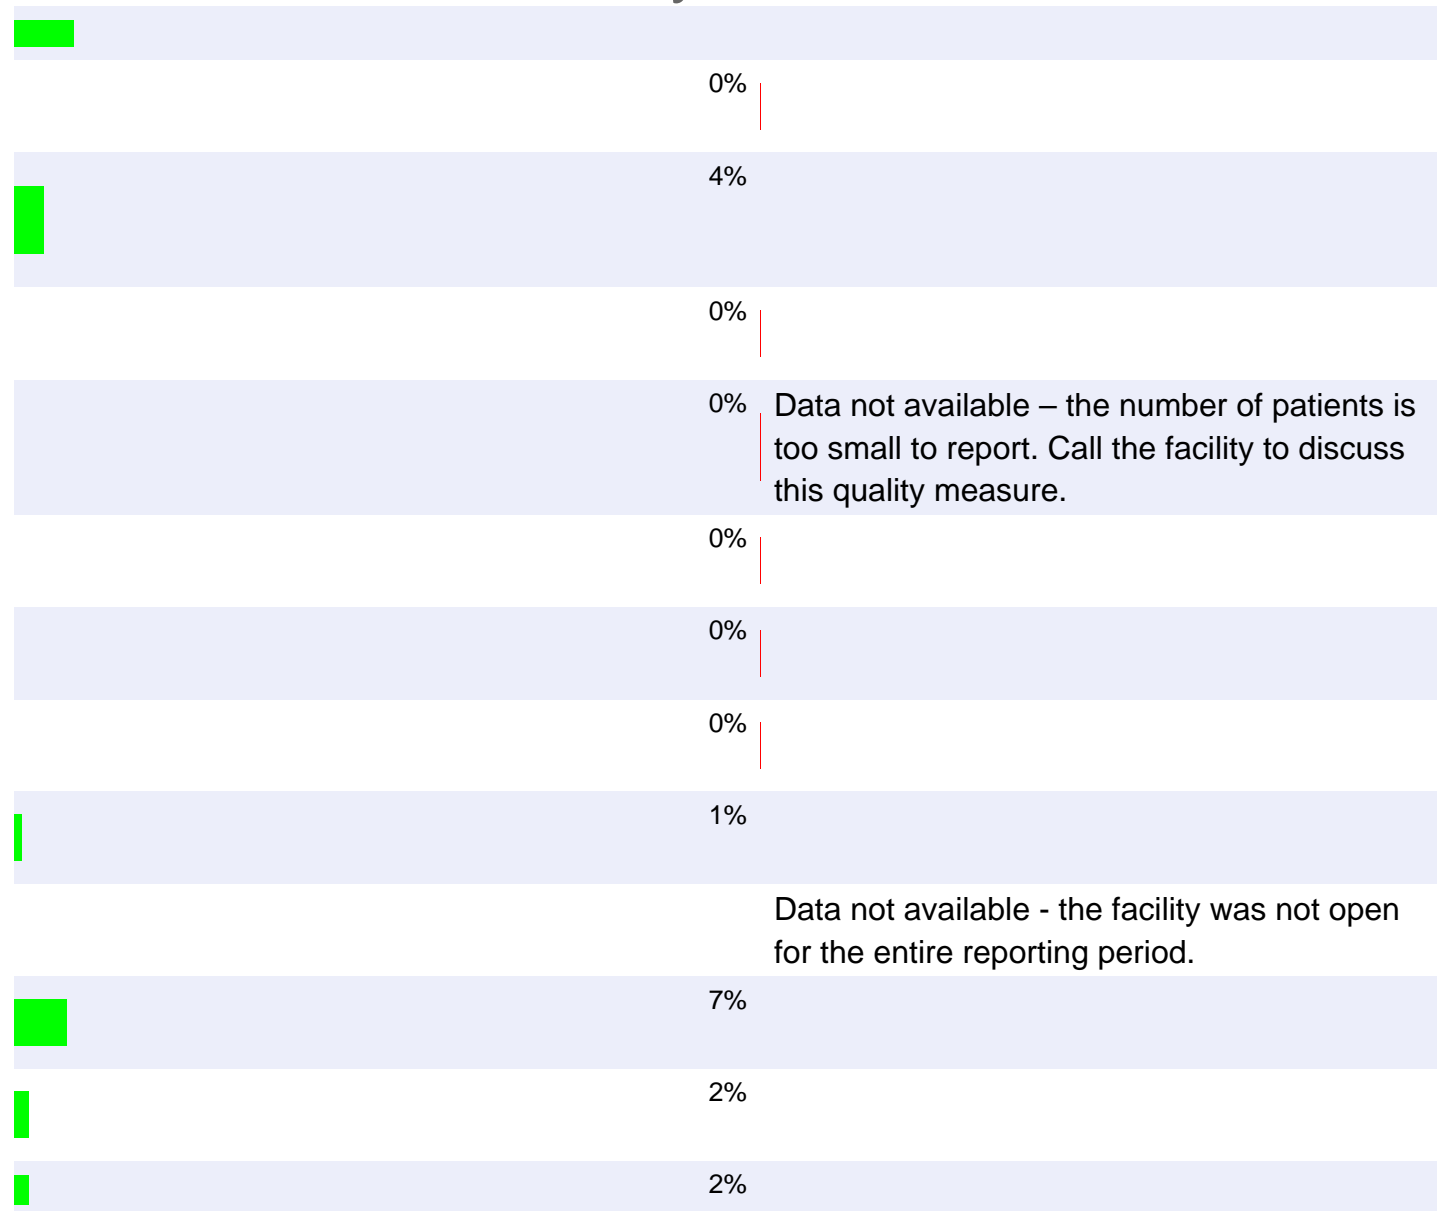 0%
4%
0%
0%
Data not available – the number of patients is
too small to report. Call the facility to discuss
this quality measure.
0%
0%
0%
1%
Data not available - the facility was not open
for the entire reporting period.
7%
2%
2%